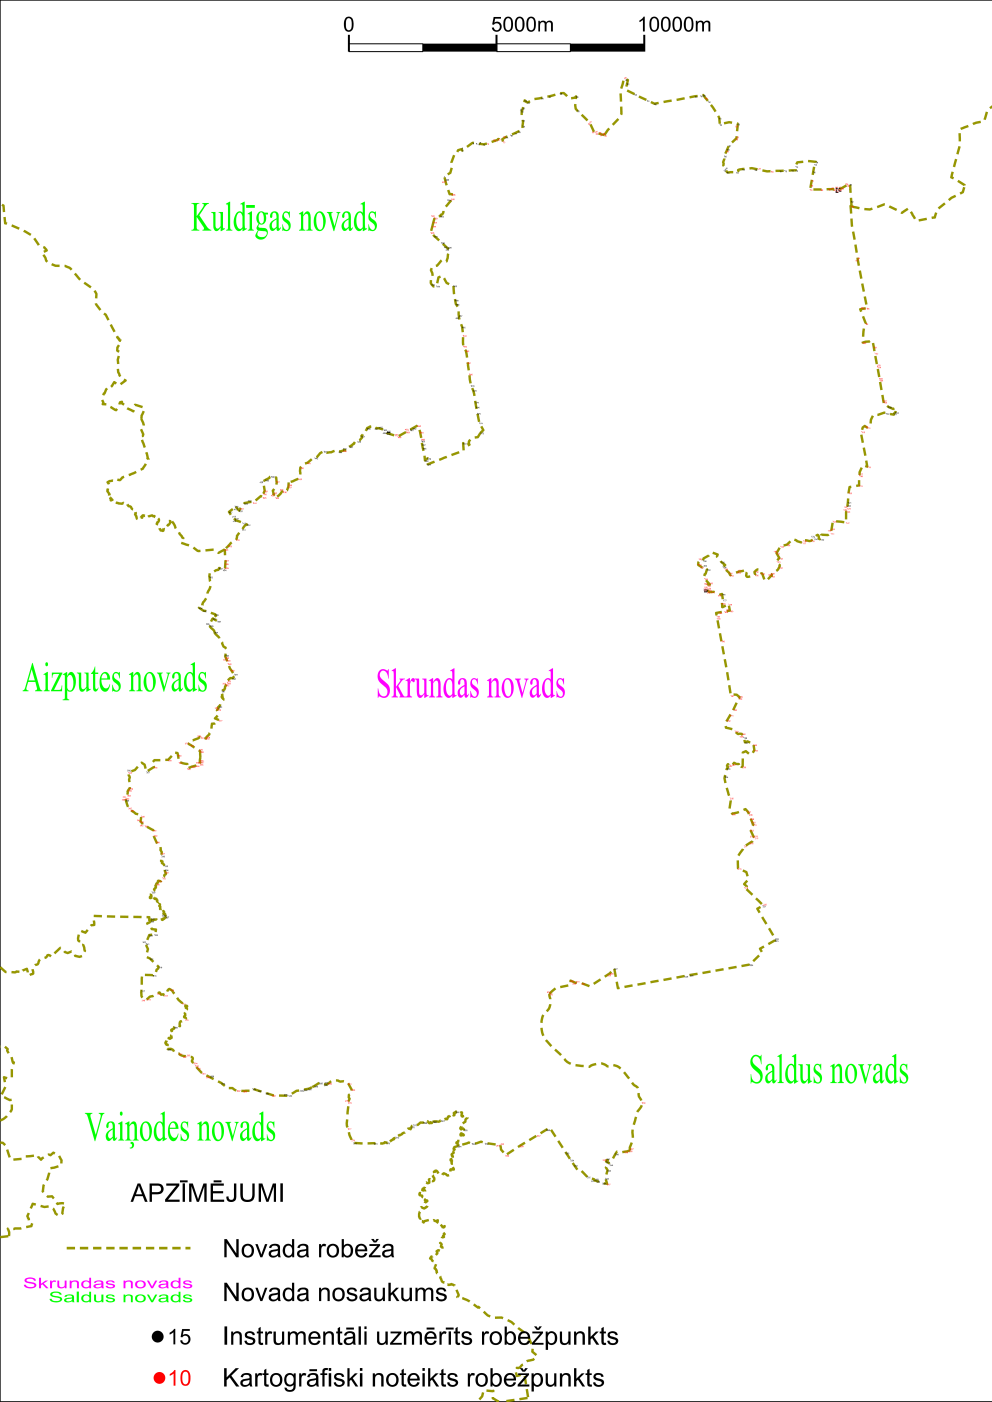 0 5000m 10000m
Kuldīgas novads
Aizputes novads
Skrundas novads
Saldus novads
Vaiņodes novads
APZĪMĒJUMI
Novada robeža
Skrundas novads
Saldus novads
Novada nosaukums
15 Instrumentāli uzmērīts robežpunkts
10 Kartogrāfiski noteikts robežpunkts